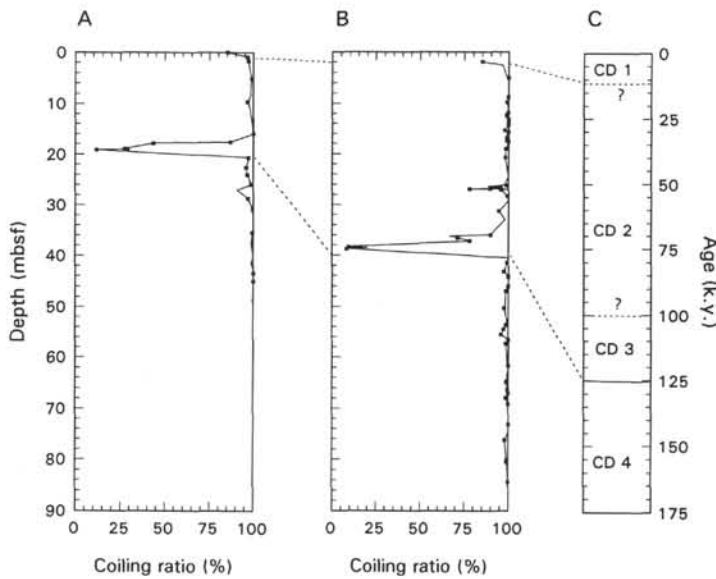 A
B
C
0
10
20
30
40
50
60
70
80
90
Depth (mbsf)
0 25 50 75 100
Coiling ratio (%)
0 25 50 75 100
Coiling ratio (%)
CD 1
?
CD 2
?
CD 3
CD 4
0
25
50
75
100
125
150
175
Age (k.y.)